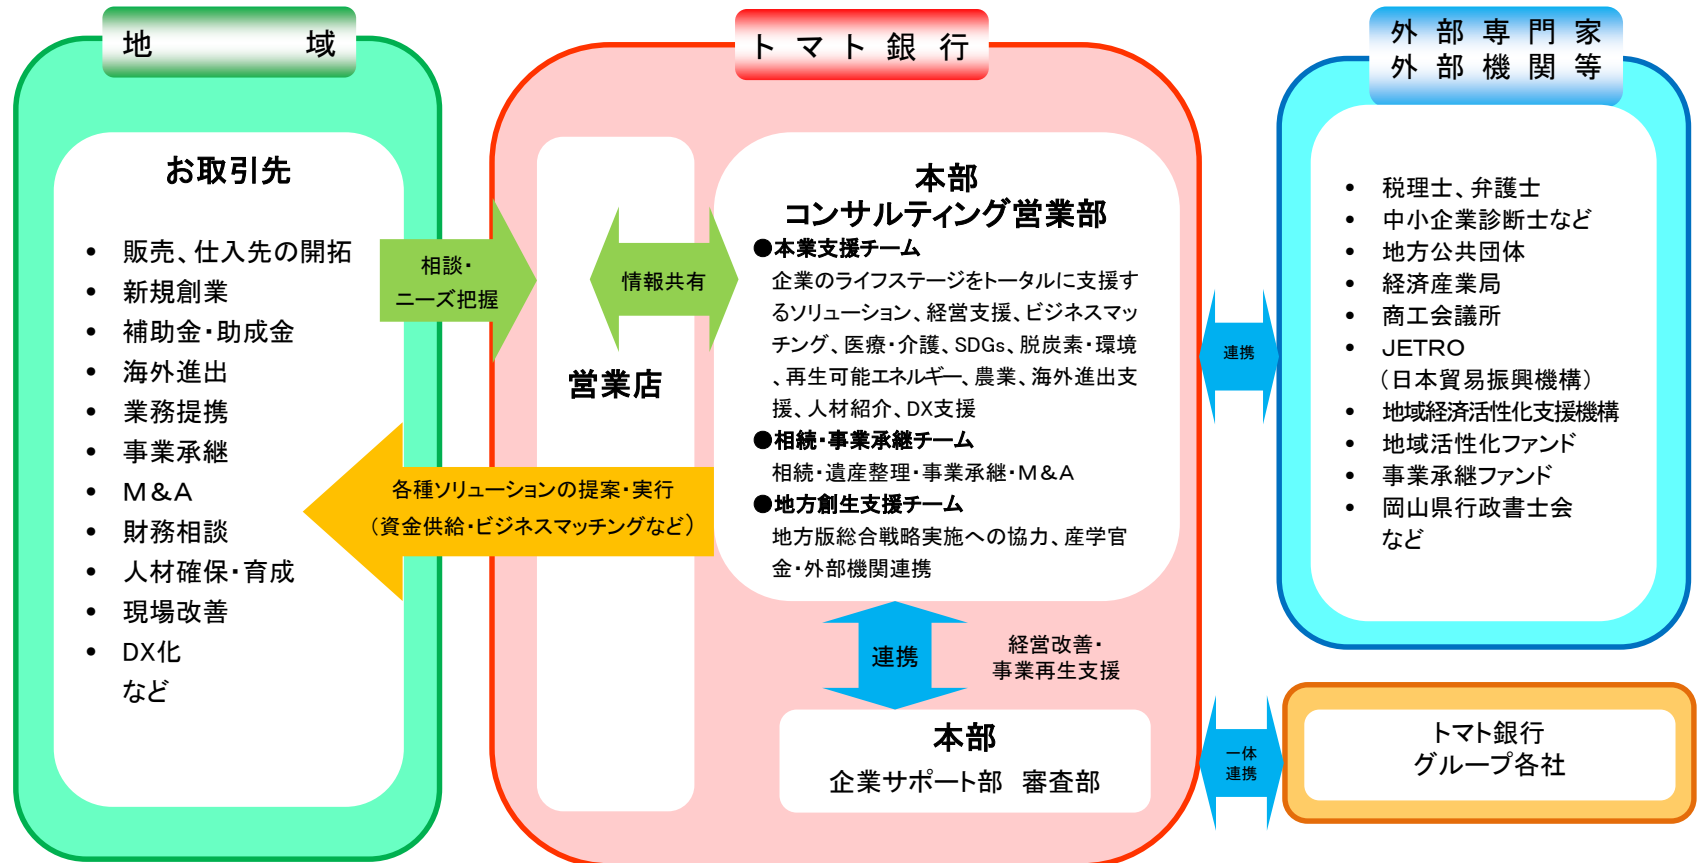 地　域
お取引先
• 販売、仕入先の開拓
• 新規創業
• 補助金・助成金
• 海外進出
• 業務提携
• 事業承継
• M&A
• 財務相談
• 人材確保・育成
• 現場改善
• DX化
など
相談・
ニーズ把握
各種ソリューションの提案・実行
（資金供給・ビジネスマッチングなど）
トマト銀行
営業店
情報共有
本部
コンサルティング営業部
●本業支援チーム
企業のライフステージをトータルに支援す
るソリューション、経営支援、ビジネスマッ
チング、医療・介護、SDGs、脱炭素・環境
、再生可能エネルギー、農業、海外進出支
援、人材紹介、DX支援
●相続・事業承継チーム
相続・遺産整理・事業承継・M&A
●地方創生支援チーム
地方版総合戦略実施への協力、産学官
金・外部機関連携
連携
経営改善・
事業再生支援
本部
企業サポート部　審査部
連携
外部専門家
外部機関等
• 税理士、弁護士
• 中小企業診断士など
• 地方公共団体
• 経済産業局
• 商工会議所
• JETRO
（日本貿易振興機構）
• 地域経済活性化支援機構
• 地域活性化ファンド
• 事業承継ファンド
• 岡山県行政書士会
など
一体
連携
トマト銀行
グループ各社